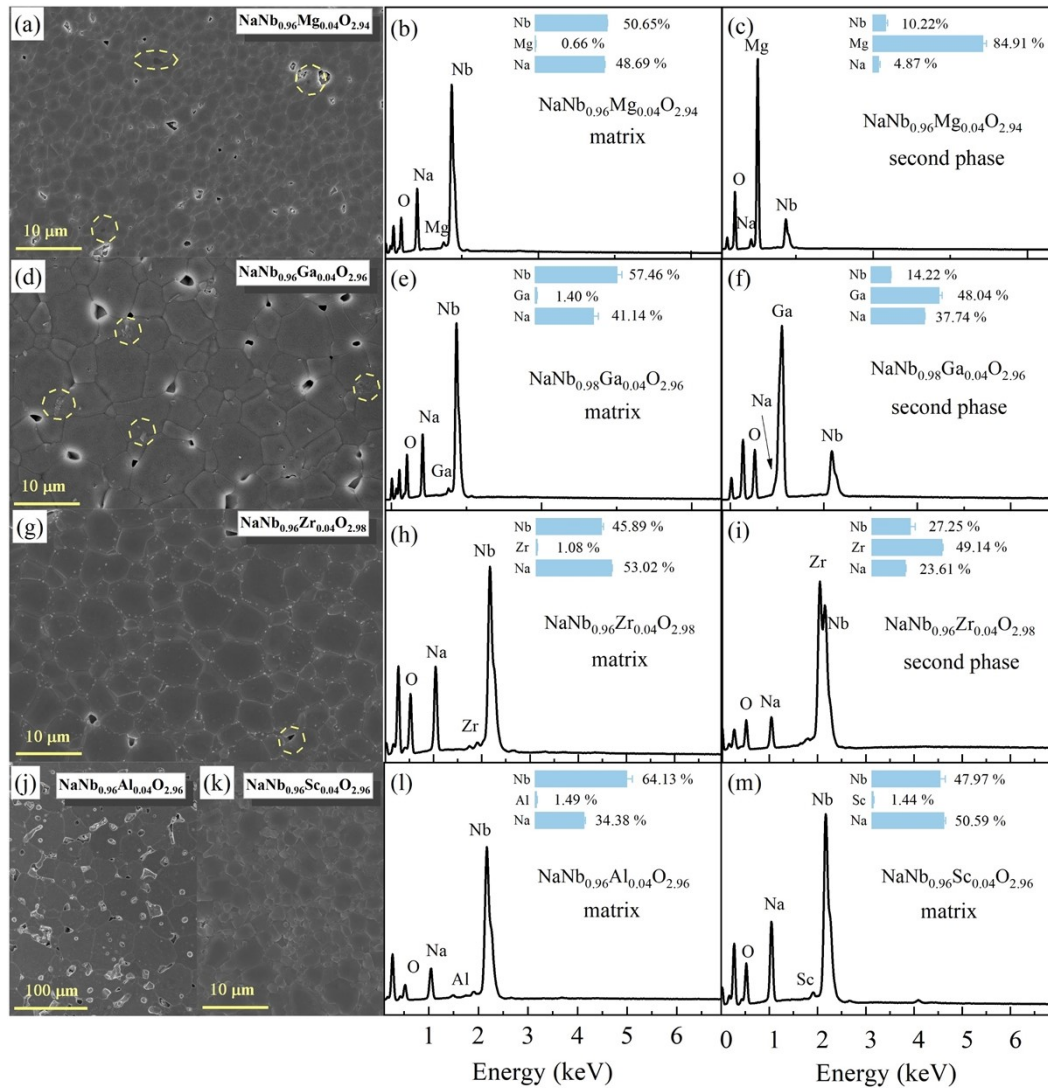 (a)
NaNb₀.₉₆Mg₀.₀₄O₂.₉₄
10 μm
(b)
Nb 50.65%
Mg 0.66 %
Na 48.69 %
Nb
NaNb₀.₉₆Mg₀.₀₄O₂.₉₄
matrix
Na
O
Mg
(c)
Nb 10.22%
Mg 84.91 %
Na 4.87 %
Mg
NaNb₀.₉₆Mg₀.₀₄O₂.₉₄
second phase
O
Na
Nb
(d)
NaNb₀.₉₆Ga₀.₀₄O₂.₉₆
10 μm
(e)
Nb 57.46 %
Ga 1.40 %
Na 41.14 %
Nb
NaNb₀.₉₈Ga₀.₀₄O₂.₉₆
matrix
Na
O
Ga
(f)
Nb 14.22%
Ga 48.04 %
Na 37.74 %
Ga
NaNb₀.₉₈Ga₀.₀₄O₂.₉₆
second phase
Na
O
Nb
(g)
NaNb₀.₉₆Zr₀.₀₄O₂.₉₈
10 μm
(h)
Nb 45.89 %
Zr 1.08 %
Na 53.02 %
Nb
NaNb₀.₉₆Zr₀.₀₄O₂.₉₈
matrix
Na
O
Zr
(i)
Nb 27.25%
Zr 49.14 %
Na 23.61 %
Zr
Nb
NaNb₀.₉₆Zr₀.₀₄O₂.₉₈
second phase
O
Na
(j)
NaNb₀.₉₆Al₀.₀₄O₂.₉₆
100 μm
(k)
NaNb₀.₉₆Sc₀.₀₄O₂.₉₆
10 μm
(l)
Nb 64.13 %
Al 1.49 %
Na 34.38 %
Nb
NaNb₀.₉₆Al₀.₀₄O₂.₉₆
matrix
Na
O
Al
1 2 3 4 5 6
Energy (keV)
(m)
Nb 47.97 %
Sc 1.44 %
Na 50.59 %
Nb
NaNb₀.₉₆Sc₀.₀₄O₂.₉₆
matrix
Na
O
Sc
0 1 2 3 4 5 6
Energy (keV)